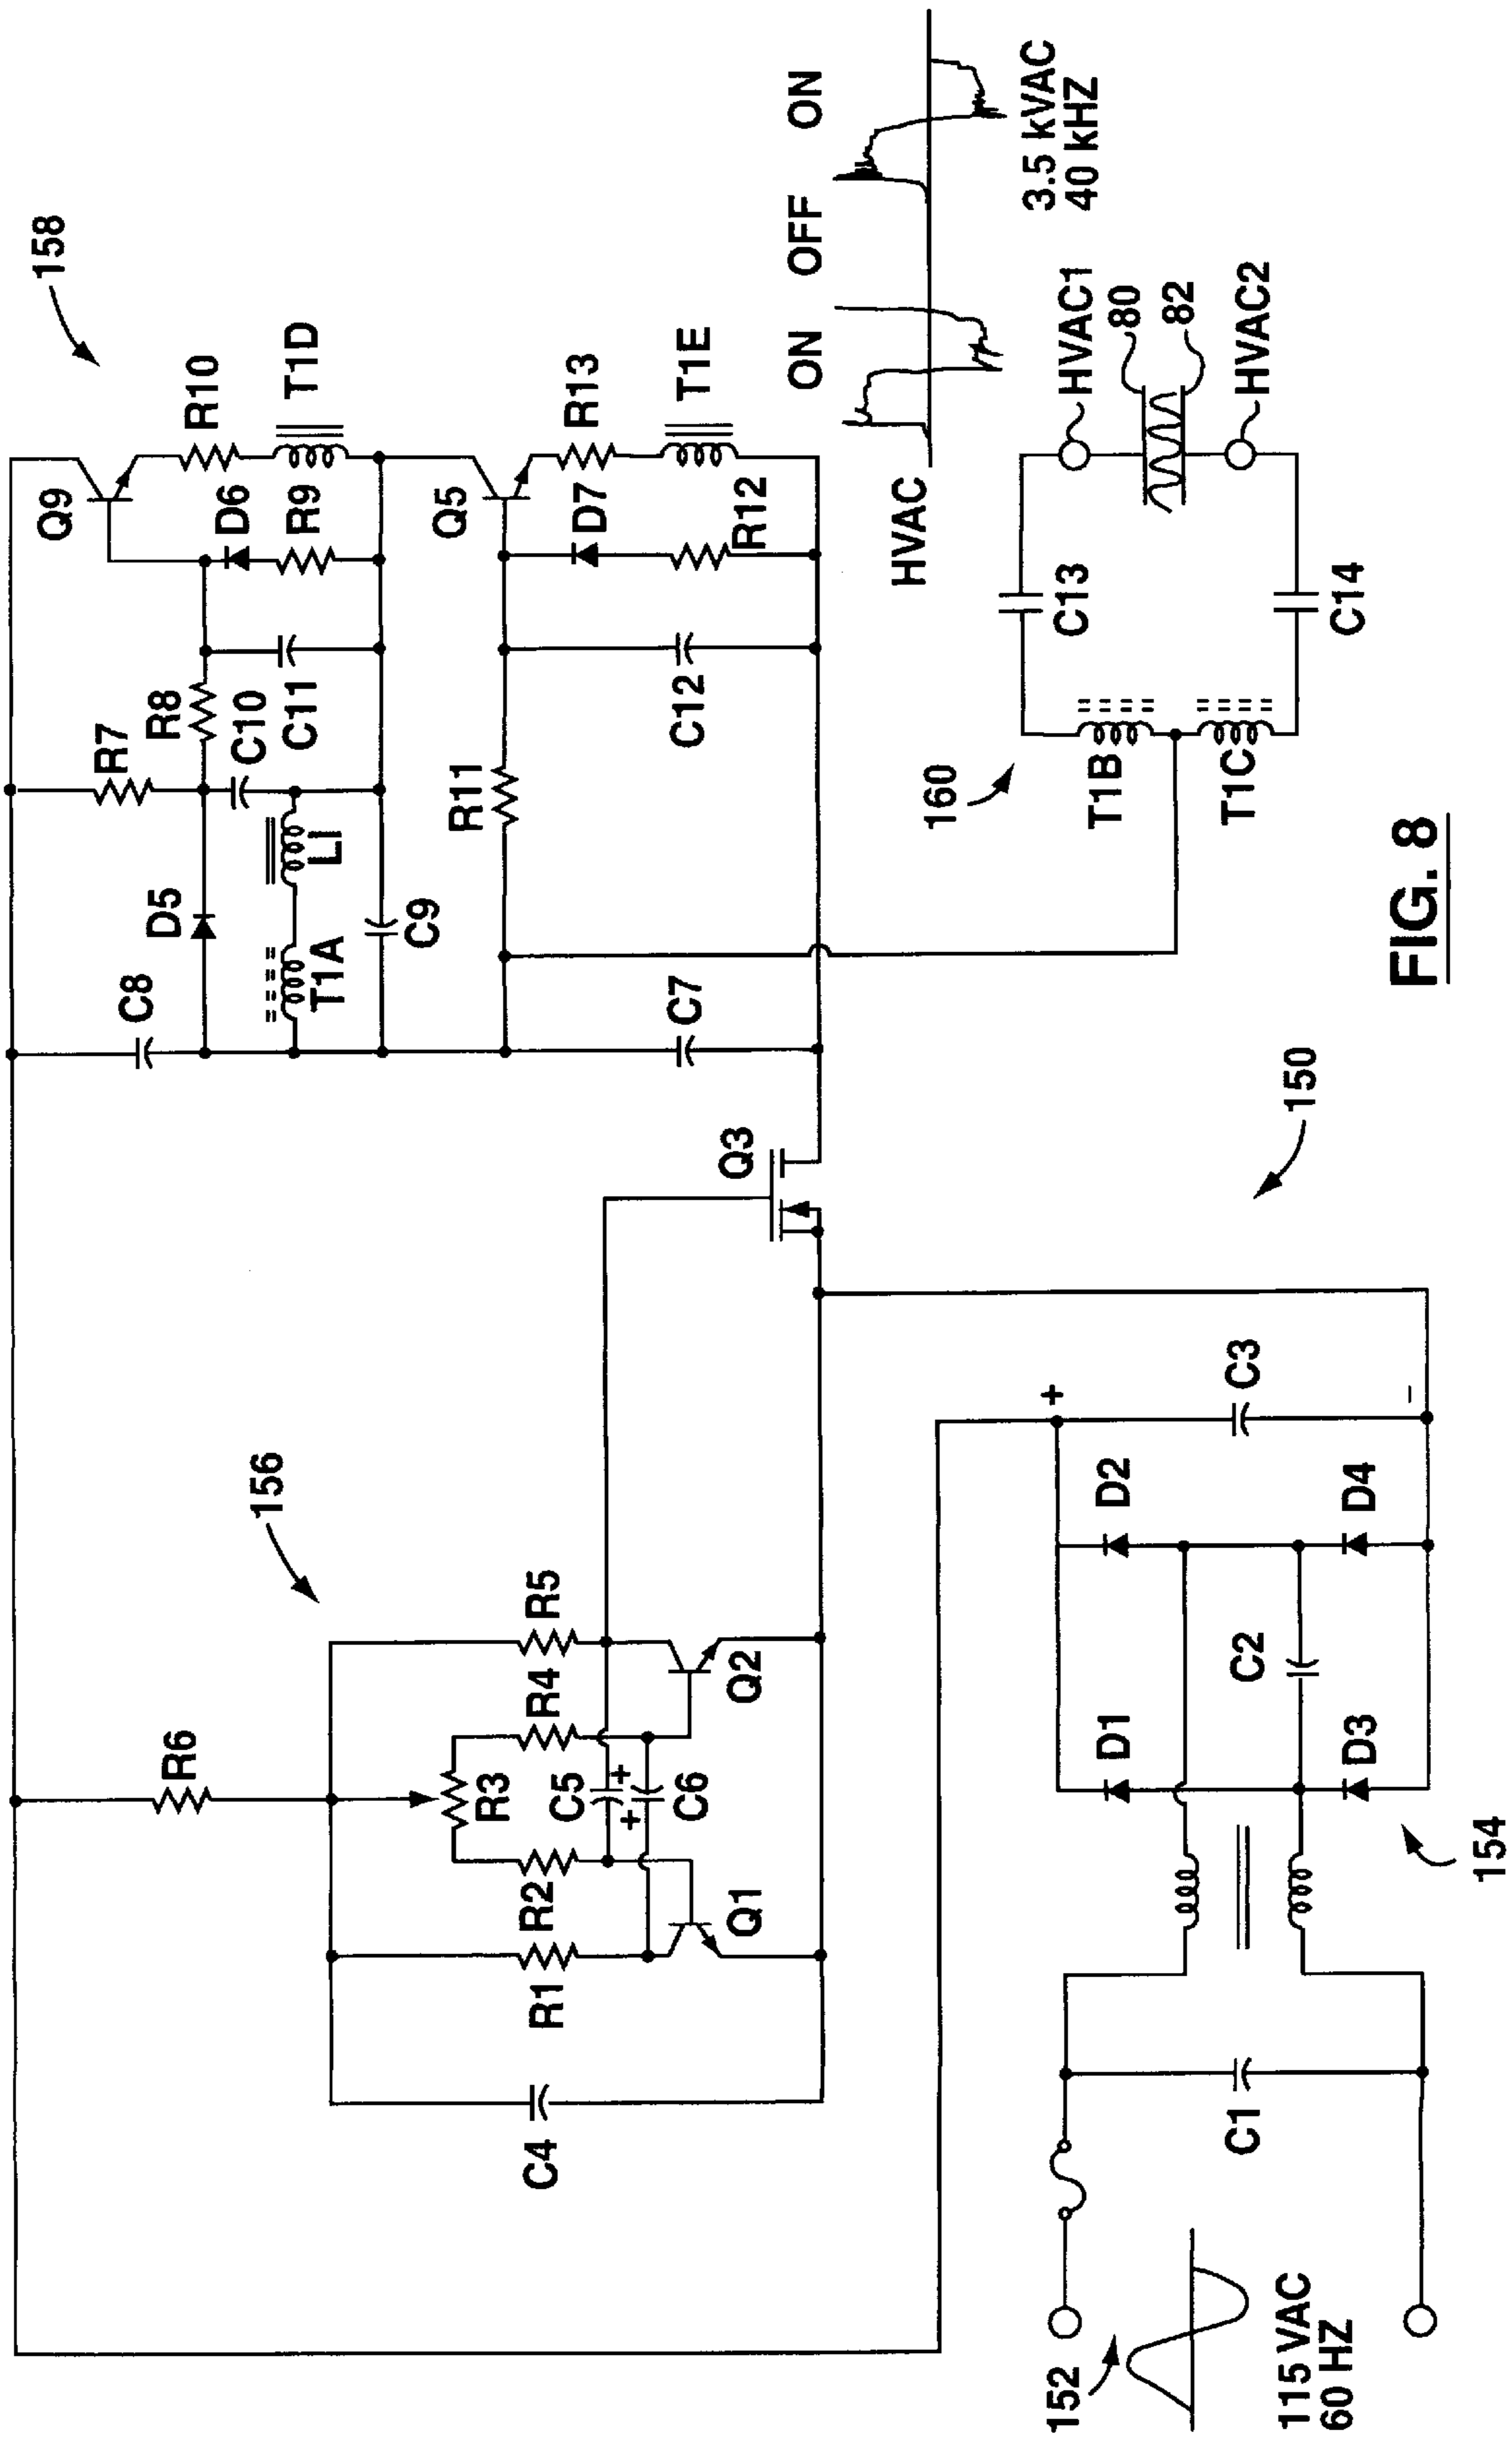 158
Q9
R10
T1D
D6
R9
R7
R8
C10
C11
D5
LI
T1A
C8
C9
Q5
R13
T1E
D7
R12
R11
C12
C7
HVAC
ON
OFF
ON
3.5 kVAC
40 kHZ
160
T1B
T1C
C13
C14
HVAC1
80
82
HVAC2
156
R6
R5
R4
R3
C5
+
+
C6
R2
R1
Q1
Q2
C4
Q3
150
152
115 VAC
60 HZ
C1
154
D1
D2
C2
D3
D4
+
C3
–
FIG. 8